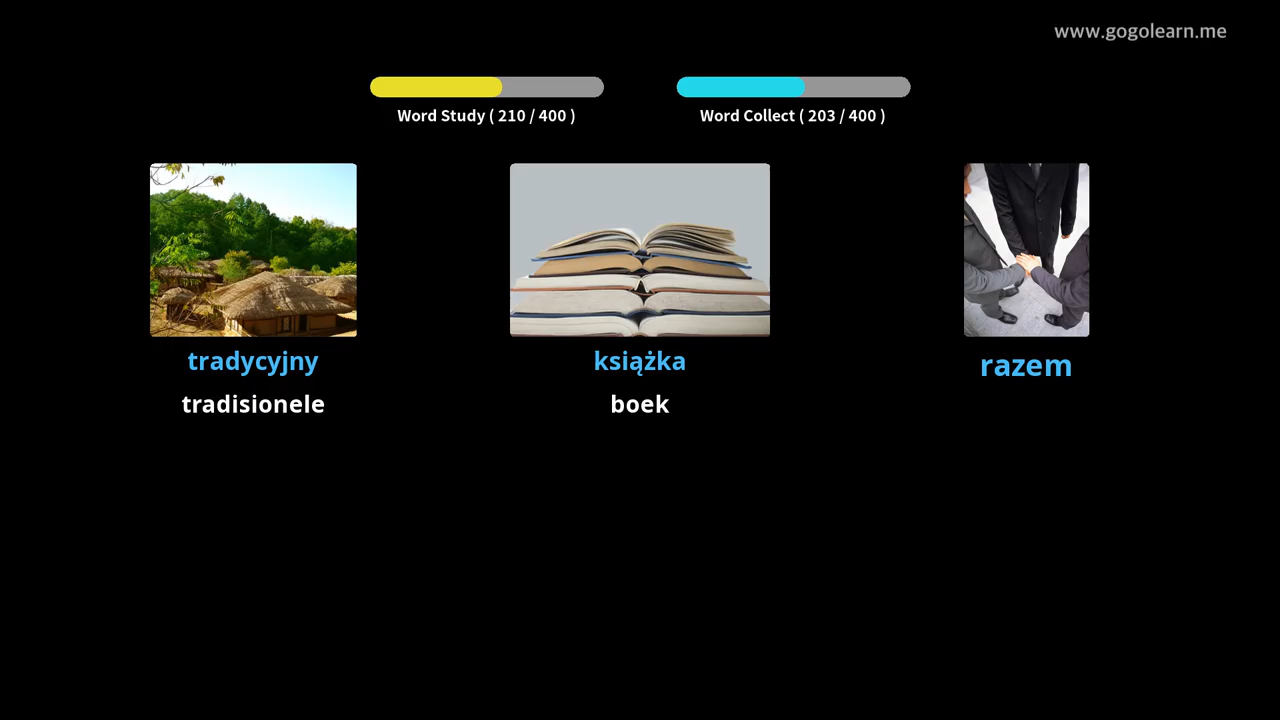 www.gogolearn.me
Word Study ( 210 / 400 )
Word Collect ( 203 / 400 )
tradycyjny
tradisionele
książka
boek
razem